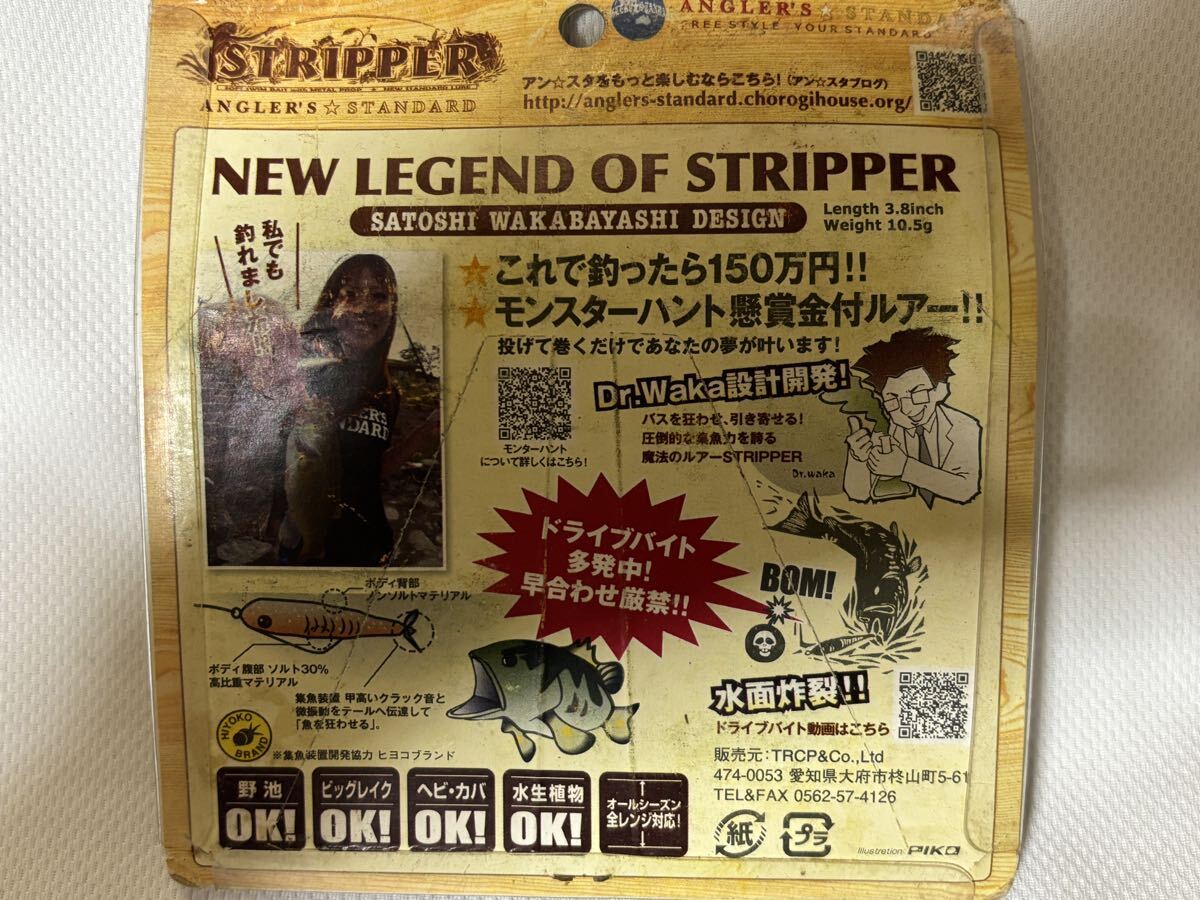 STRIPPER
SOFT SWIM BAIT with METAL PROP ★ NEW STANDARD LURE
ANGLER'S☆STANDARD
ANGLER'S☆STANDARD
FREE STYLE YOUR STANDARD
アン☆スタをもっと楽しむならこちら!(アン☆スタブログ)
http://anglers-standard.chorogihouse.org/
NEW LEGEND OF STRIPPER
SATOSHI WAKABAYASHI DESIGN
Length 3.8inch
Weight 10.5g
私でも
釣れまし
★これで釣ったら150万円!!
★モンスターハント懸賞金付ルアー!!
投げて巻くだけであなたの夢が叶います!
モンターハント
について詳しくはこちら!
Dr.Waka設計開発!
バスを狂わせ、引き寄せる!
圧倒的な集魚力を誇る
魔法のルアーSTRIPPER
Dr.waka
ドライブバイト
多発中!
早合わせ厳禁!!
BOM!
水面炸裂!!
ドライブバイト動画はこちら
ボディ背部
ノンソルトマテリアル
ボディ腹部 ソルト30%
高比重マテリアル
集魚装置 甲高いクラック音と
微振動をテールへ伝達して
「魚を狂わせる」。
HIYOKO
BRAND
※集魚装置開発協力 ヒヨコブランド
販売元:TRCP&Co.,Ltd
474-0053 愛知県大府市柊山町5-61
TEL&FAX 0562-57-4126
野池
OK!
ビッグレイク
OK!
ヘビ・カバ
OK!
水生植物
OK!
オールシーズン
全レンジ対応!
紙
プラ
Illustration: PIKO